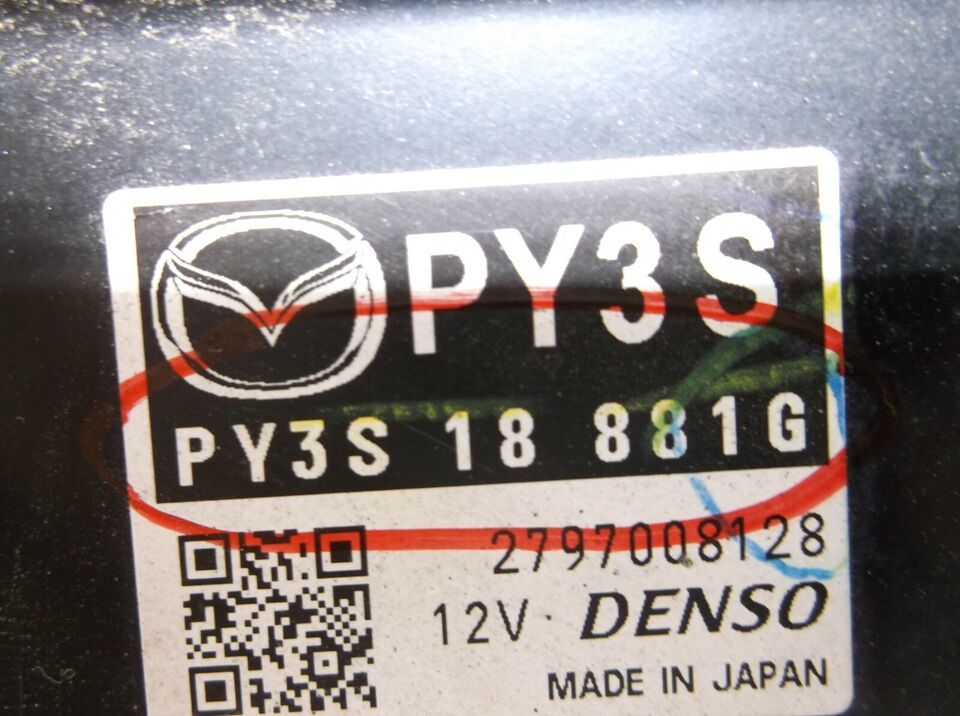 PY3S
PY3S 18 881G
2797008128
12V DENSO
MADE IN JAPAN